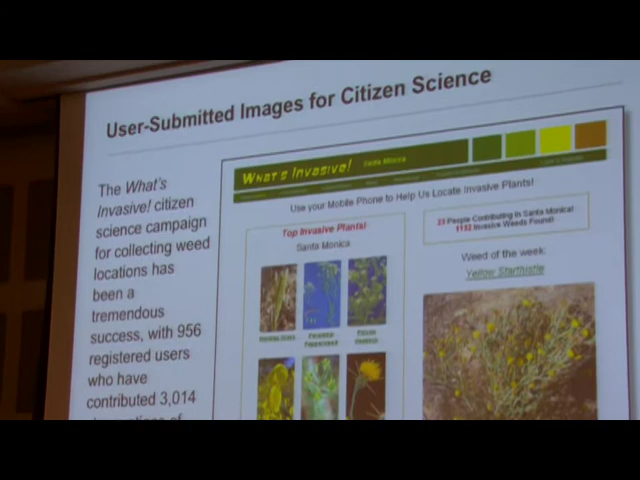 User-Submitted Images for Citizen Science
The What's
Invasive! citizen
science campaign
for collecting weed
locations has
been a
tremendous
success, with 956
registered users
who have
contributed 3,014
of
What's Invasive! Santa Monica
Use your Mobile Phone to Help Us Locate Invasive Plants!
Top Invasive Plants!
Santa Monica
Perennial
Pepperweed
23 People Contributing in Santa Monica!
1152 Invasive Weeds Found!
Weed of the week:
Yellow Starthistle